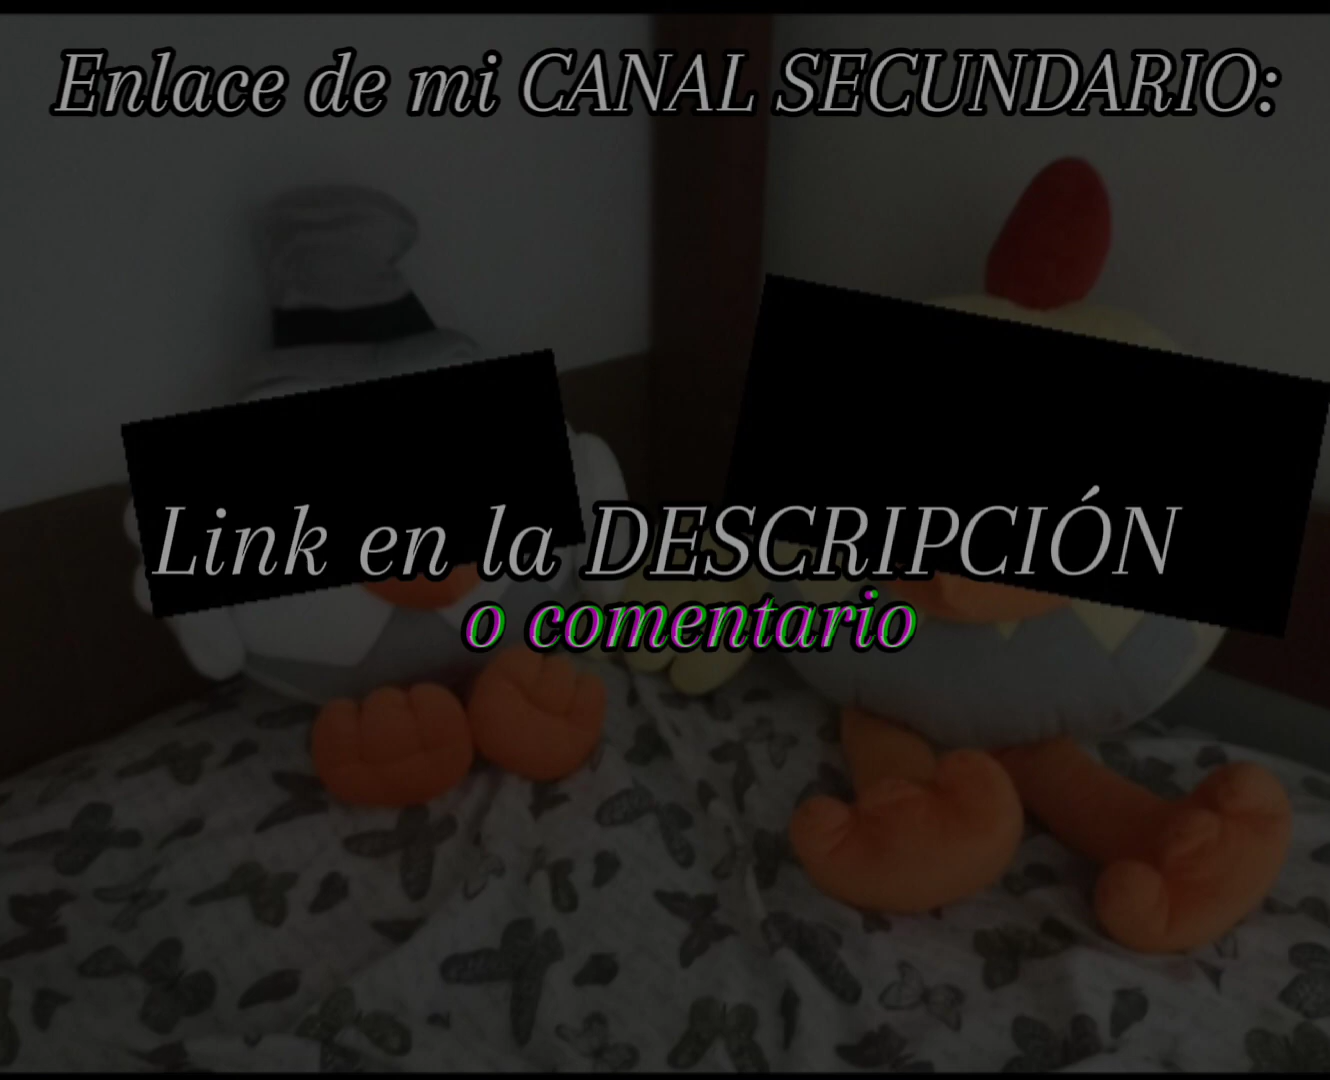 Enlace de mi CANAL SECUNDARIO:
Link en la DESCRIPCIÓN
o comentario